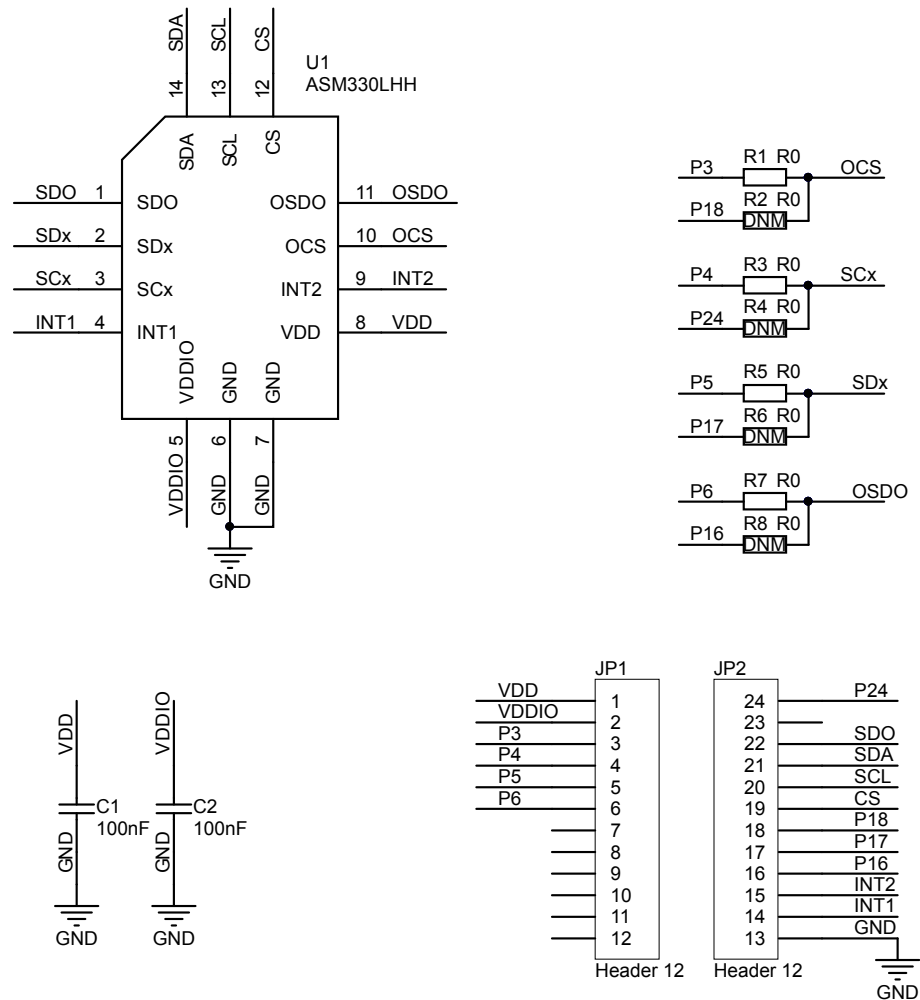 SDA
SCL
CS
14
13
12
U1
ASM330LHH
SDA
SCL
CS
SDO 1
SDO
OSDO
11 OSDO
SDx 2
SDx
OCS
10 OCS
SCx 3
SCx
INT2
9 INT2
INT1 4
INT1
VDD
8 VDD
VDDIO
GND
GND
5
6
7
VDDIO
GND
GND
GND
P3
R1 R0
OCS
P18
R2 R0
DNM
P4
R3 R0
SCx
P24
R4 R0
DNM
P5
R5 R0
SDx
P17
R6 R0
DNM
P6
R7 R0
OSDO
P16
R8 R0
DNM
VDD
C1
100nF
GND
GND
VDDIO
C2
100nF
GND
GND
JP1
VDD 1
VDDIO 2
P3 3
P4 4
P5 5
P6 6
7
8
9
10
11
12
Header 12
JP2
24 P24
23
22 SDO
21 SDA
20 SCL
19 CS
18 P18
17 P17
16 P16
15 INT2
14 INT1
13 GND
Header 12
GND